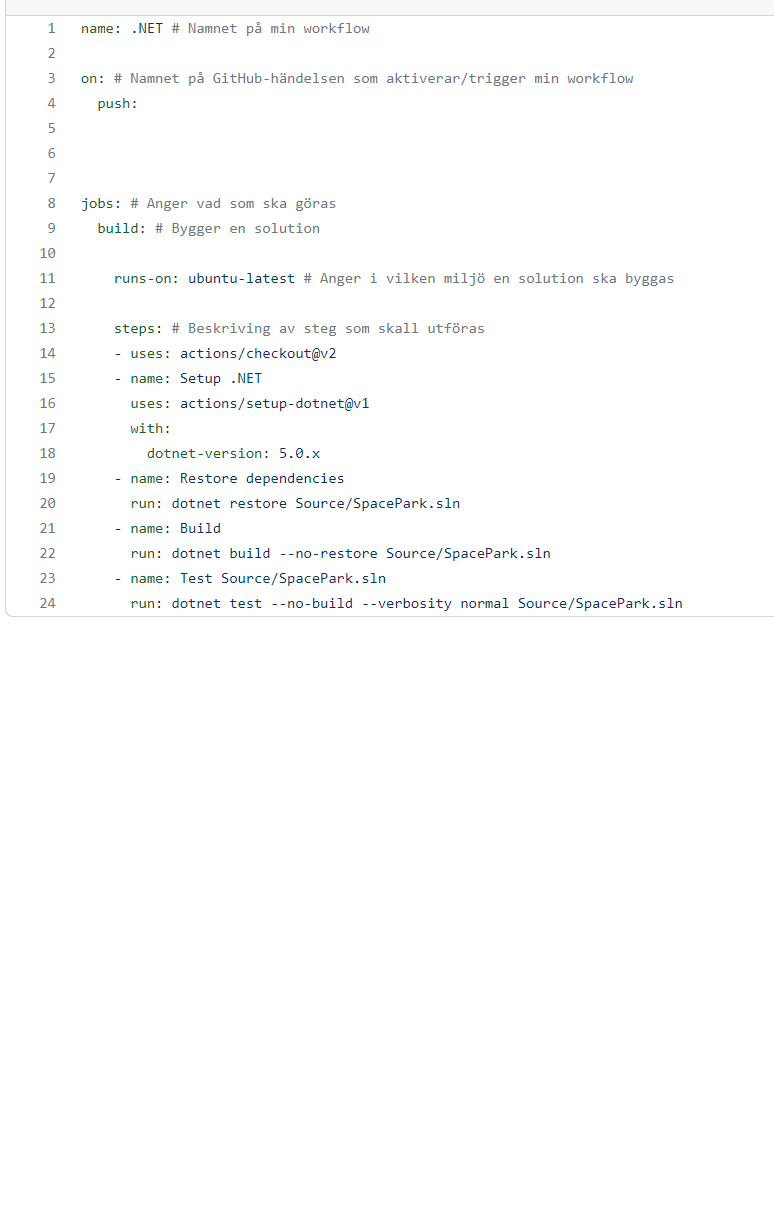 1 name: .NET # Namnet på min workflow
2
3 on: # Namnet på GitHub-händelsen som aktiverar/trigger min workflow
4 push:
5
6
7
8 jobs: # Anger vad som ska göras
9 build: # Bygger en solution
10
11 runs-on: ubuntu-latest # Anger i vilken miljö en solution ska byggas
12
13 steps: # Beskriving av steg som skall utföras
14 - uses: actions/checkout@v2
15 - name: Setup .NET
16 uses: actions/setup-dotnet@v1
17 with:
18 dotnet-version: 5.0.x
19 - name: Restore dependencies
20 run: dotnet restore Source/SpacePark.sln
21 - name: Build
22 run: dotnet build --no-restore Source/SpacePark.sln
23 - name: Test Source/SpacePark.sln
24 run: dotnet test --no-build --verbosity normal Source/SpacePark.sln